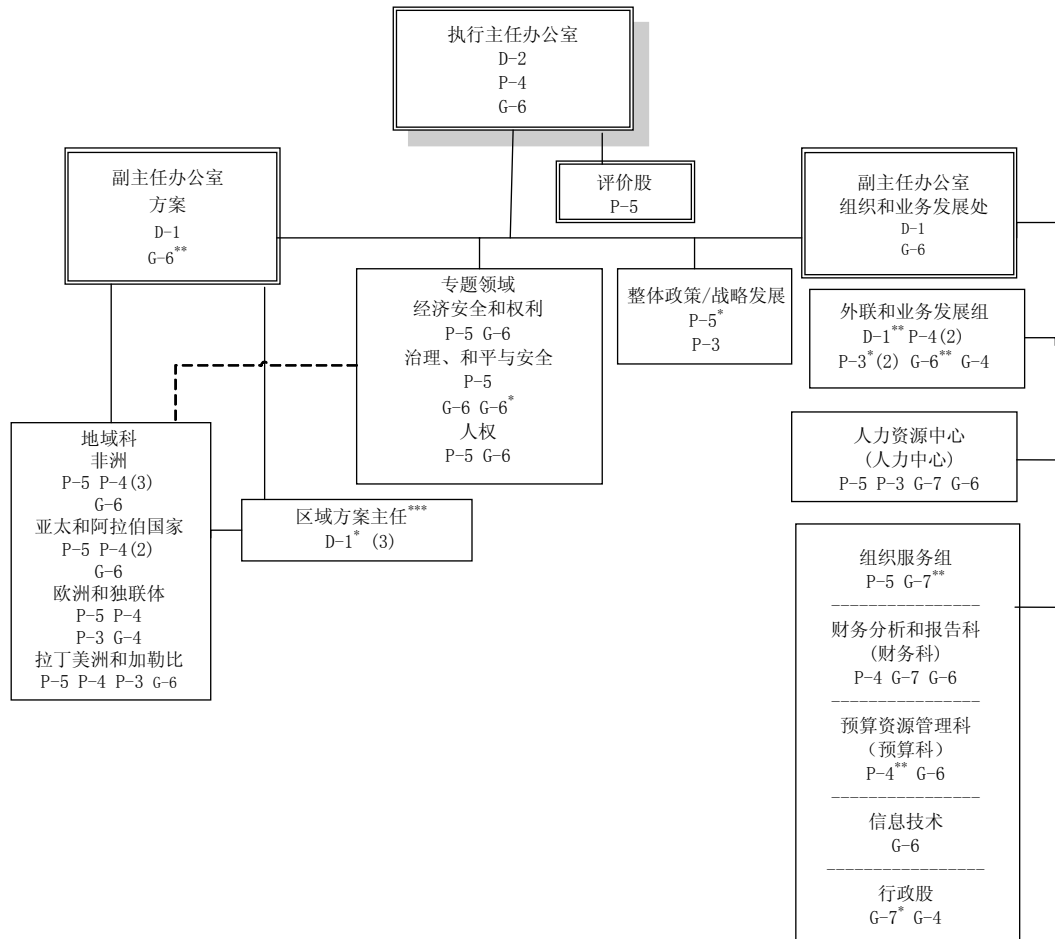 执行主任办公室
D-2
P-4
G-6
副主任办公室
方案
D-1
G-6**
评价股
P-5
副主任办公室
组织和业务发展处
D-1
G-6
专题领域
经济安全和权利
P-5 G-6
治理、和平与安全
P-5
G-6 G-6*
人权
P-5 G-6
整体政策/战略发展
P-5*
P-3
外联和业务发展组
D-1** P-4(2)
P-3*(2) G-6** G-4
地域科
非洲
P-5 P-4(3)
G-6
亚太和阿拉伯国家
P-5 P-4(2)
G-6
欧洲和独联体
P-5 P-4
P-3 G-4
拉丁美洲和加勒比
P-5 P-4 P-3 G-6
区域方案主任***
D-1* (3)
人力资源中心
(人力中心)
P-5 P-3 G-7 G-6
组织服务组
P-5 G-7**
----------------
财务分析和报告科
(财务科)
P-4 G-7 G-6
----------------
预算资源管理科
(预算科)
P-4** G-6
----------------
信息技术
G-6
-----------------
行政股
G-7* G-4